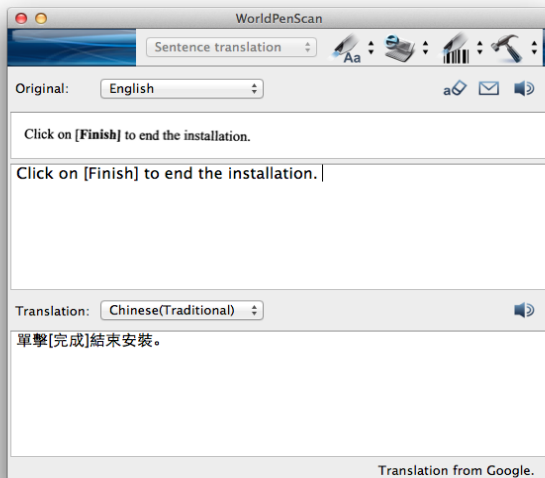 WorldPenScan
Sentence translation
Aa
Original: English
a
Click on [Finish] to end the installation.
Click on [Finish] to end the installation.
Translation: Chinese(Traditional)
單擊[完成]結束安裝。
Translation from Google.